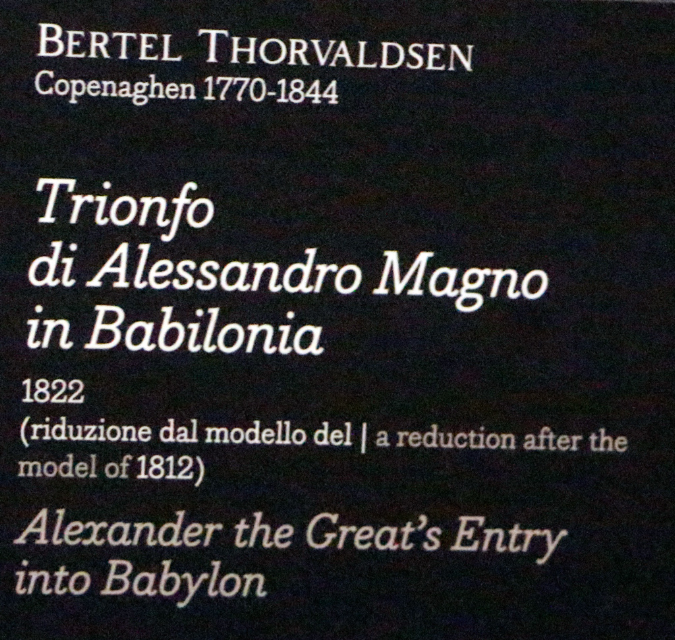 BERTEL THORVALDSEN
Copenaghen 1770-1844
Trionfo
di Alessandro Magno
in Babilonia
1822
(riduzione dal modello del | a reduction after the
model of 1812)
Alexander the Great's Entry
into Babylon